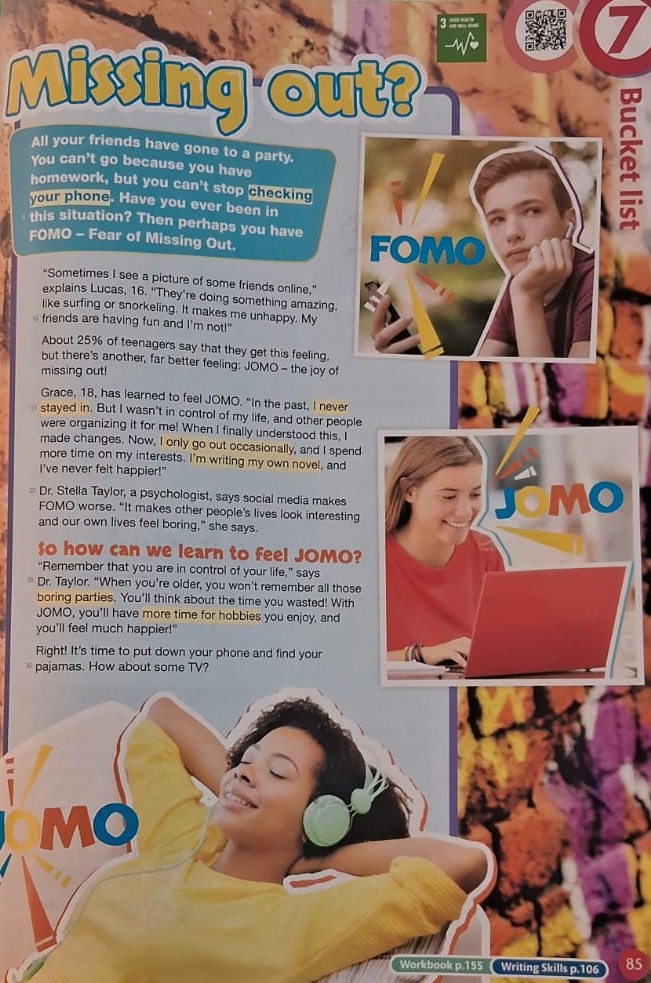 3 GOOD HEALTH
AND WELL-BEING
7
Bucket list
Missing out?
All your friends have gone to a party.
You can't go because you have
homework, but you can't stop checking
your phone. Have you ever been in
this situation? Then perhaps you have
FOMO – Fear of Missing Out.
FOMO
"Sometimes I see a picture of some friends online,"
explains Lucas, 16. "They're doing something amazing,
like surfing or snorkeling. It makes me unhappy. My
10 friends are having fun and I'm not!"
About 25% of teenagers say that they get this feeling,
but there's another, far better feeling: JOMO – the joy of
missing out!
Grace, 18, has learned to feel JOMO. "In the past, I never
15 stayed in. But I wasn't in control of my life, and other people
were organizing it for me! When I finally understood this, I
made changes. Now, I only go out occasionally, and I spend
more time on my interests. I'm writing my own novel, and
I've never felt happier!"
JOMO
20 Dr. Stella Taylor, a psychologist, says social media makes
FOMO worse. "It makes other people's lives look interesting
and our own lives feel boring," she says.
So how can we learn to feel JOMO?
"Remember that you are in control of your life," says
25 Dr. Taylor. "When you're older, you won't remember all those
boring parties. You'll think about the time you wasted! With
JOMO, you'll have more time for hobbies you enjoy, and
you'll feel much happier!"
Right! It's time to put down your phone and find your
30 pajamas. How about some TV?
JOMO
Workbook p.155 Writing Skills p.106 85